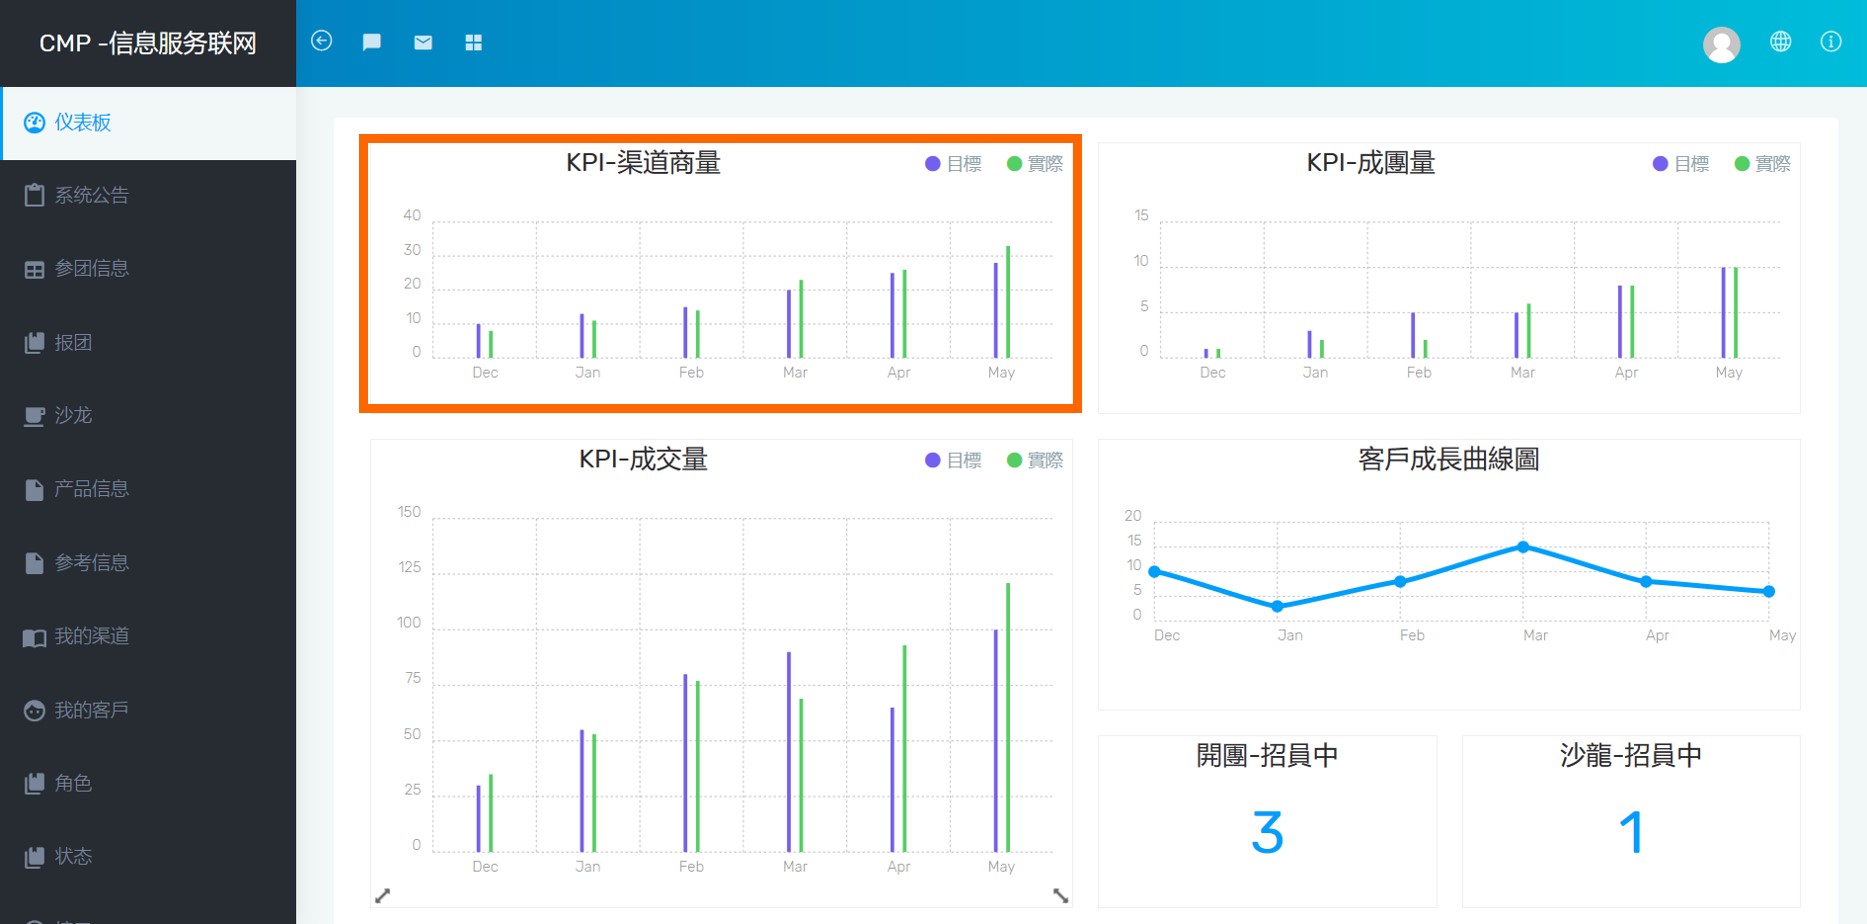 CMP -信息服务联网
仪表板
系统公告
参团信息
报团
沙龙
产品信息
参考信息
我的渠道
我的客戶
角色
状态
KPI-渠道商量
目標 實際
40
30
20
10
0
Dec Jan Feb Mar Apr May
KPI-成團量
目標 實際
15
10
5
0
Dec Jan Feb Mar Apr May
KPI-成交量
目標 實際
150
125
100
75
50
25
0
Dec Jan Feb Mar Apr May
客戶成長曲線圖
20
15
10
5
0
Dec Jan Feb Mar Apr May
開團-招員中
3
沙龍-招員中
1